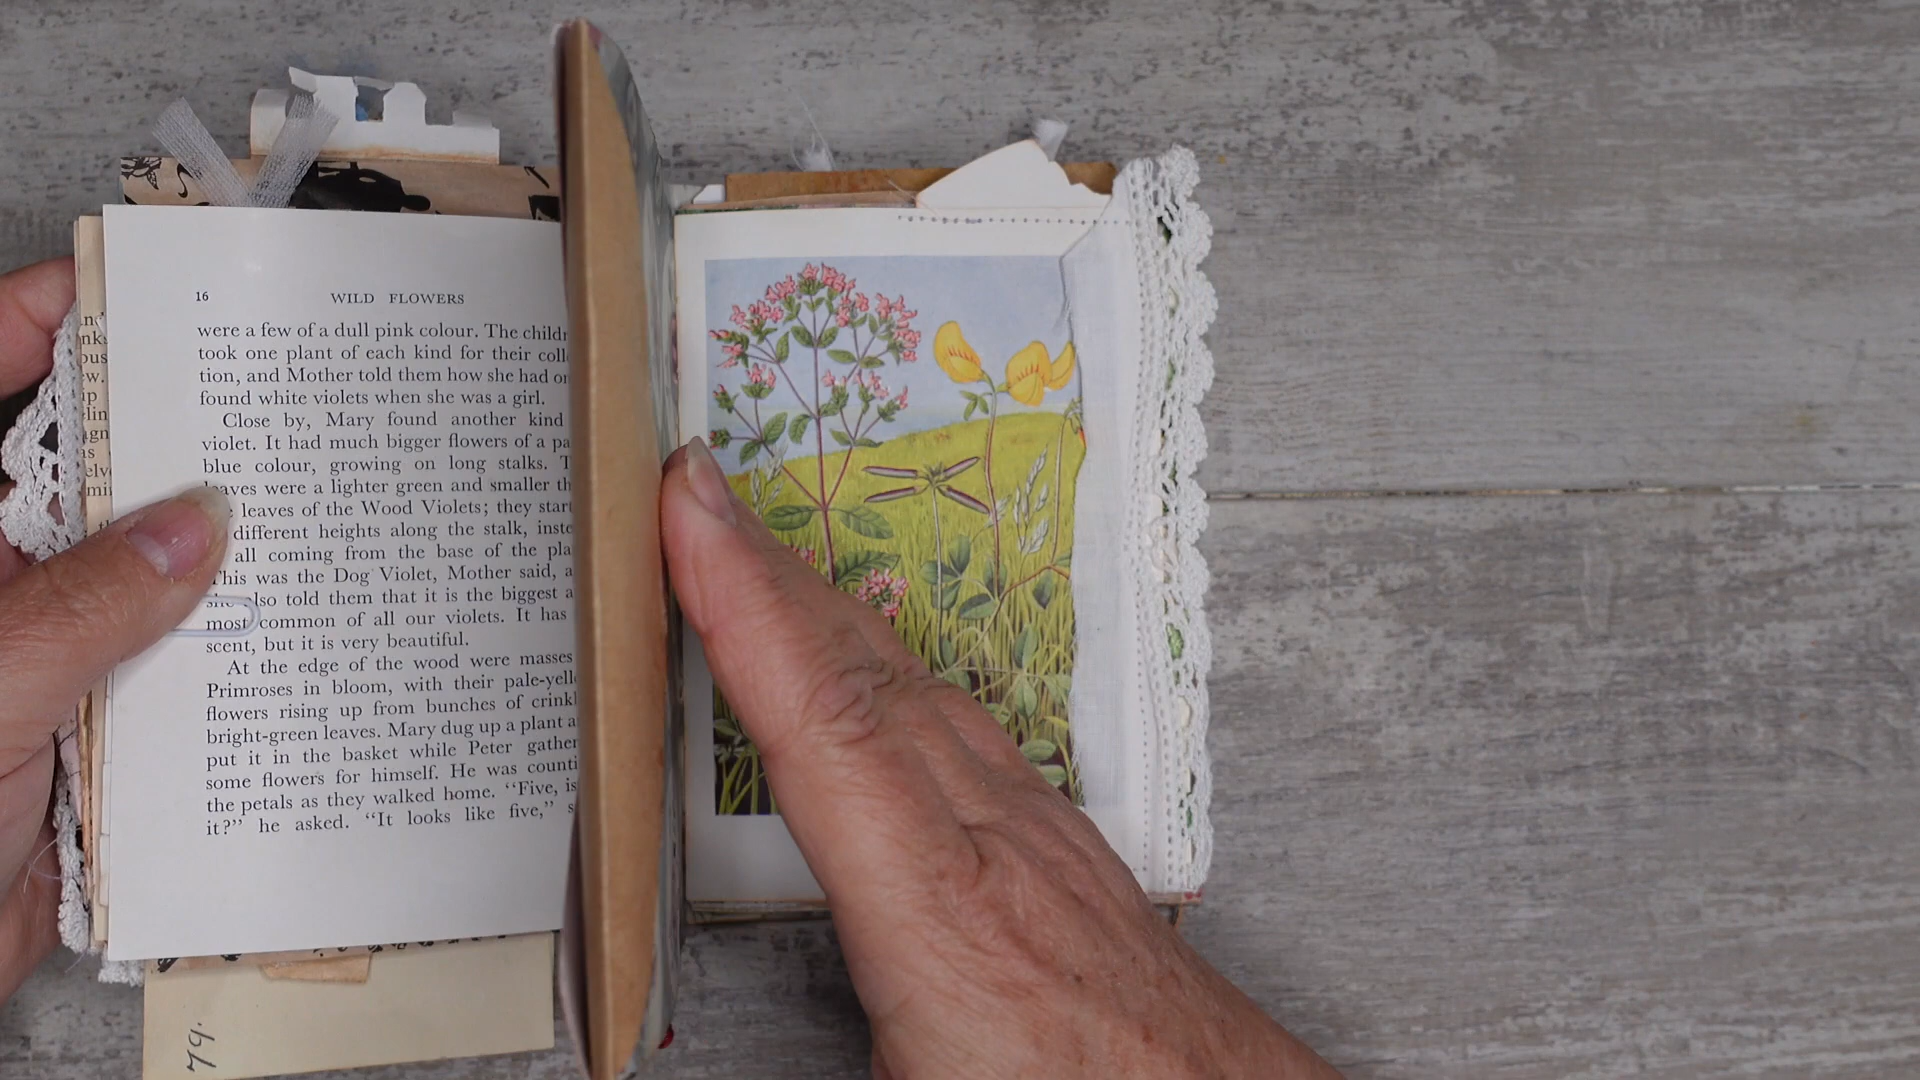 16 WILD FLOWERS
were a few of a dull pink colour. The childr
took one plant of each kind for their coll
tion, and Mother told them how she had on
found white violets when she was a girl.
Close by, Mary found another kind
violet. It had much bigger flowers of a pa
blue colour, growing on long stalks. T
leaves were a lighter green and smaller th
leaves of the Wood Violets; they start
different heights along the stalk, inste
all coming from the base of the pla
This was the Dog Violet, Mother said, a
she also told them that it is the biggest a
most common of all our violets. It has
scent, but it is very beautiful.
At the edge of the wood were masses
Primroses in bloom, with their pale-yell
flowers rising up from bunches of crinkl
bright-green leaves. Mary dug up a plant a
put it in the basket while Peter gather
some flowers for himself. He was counti
the petals as they walked home. “Five, is
it?” he asked. “It looks like five,” s